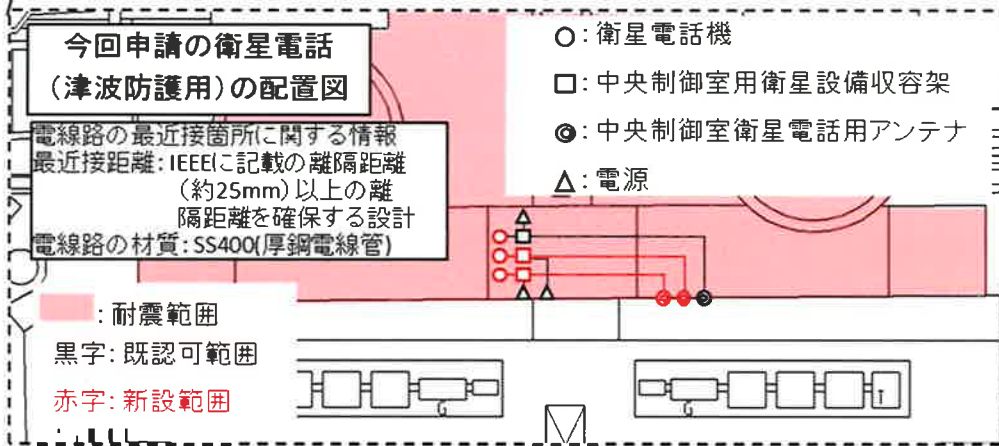 今回申請の衛星電話
(津波防護用)の配置図
電線路の最近接箇所に関する情報
最近接距離:IEEEに記載の離隔距離
(約25mm)以上の離
隔距離を確保する設計
電線路の材質:SS400(厚鋼電線管)
○:衛星電話機
□:中央制御室用衛星設備収容架
◎:中央制御室衛星電話用アンテナ
△:電源
:耐震範囲
黒字:既認可範囲
赤字:新設範囲
G
G
T